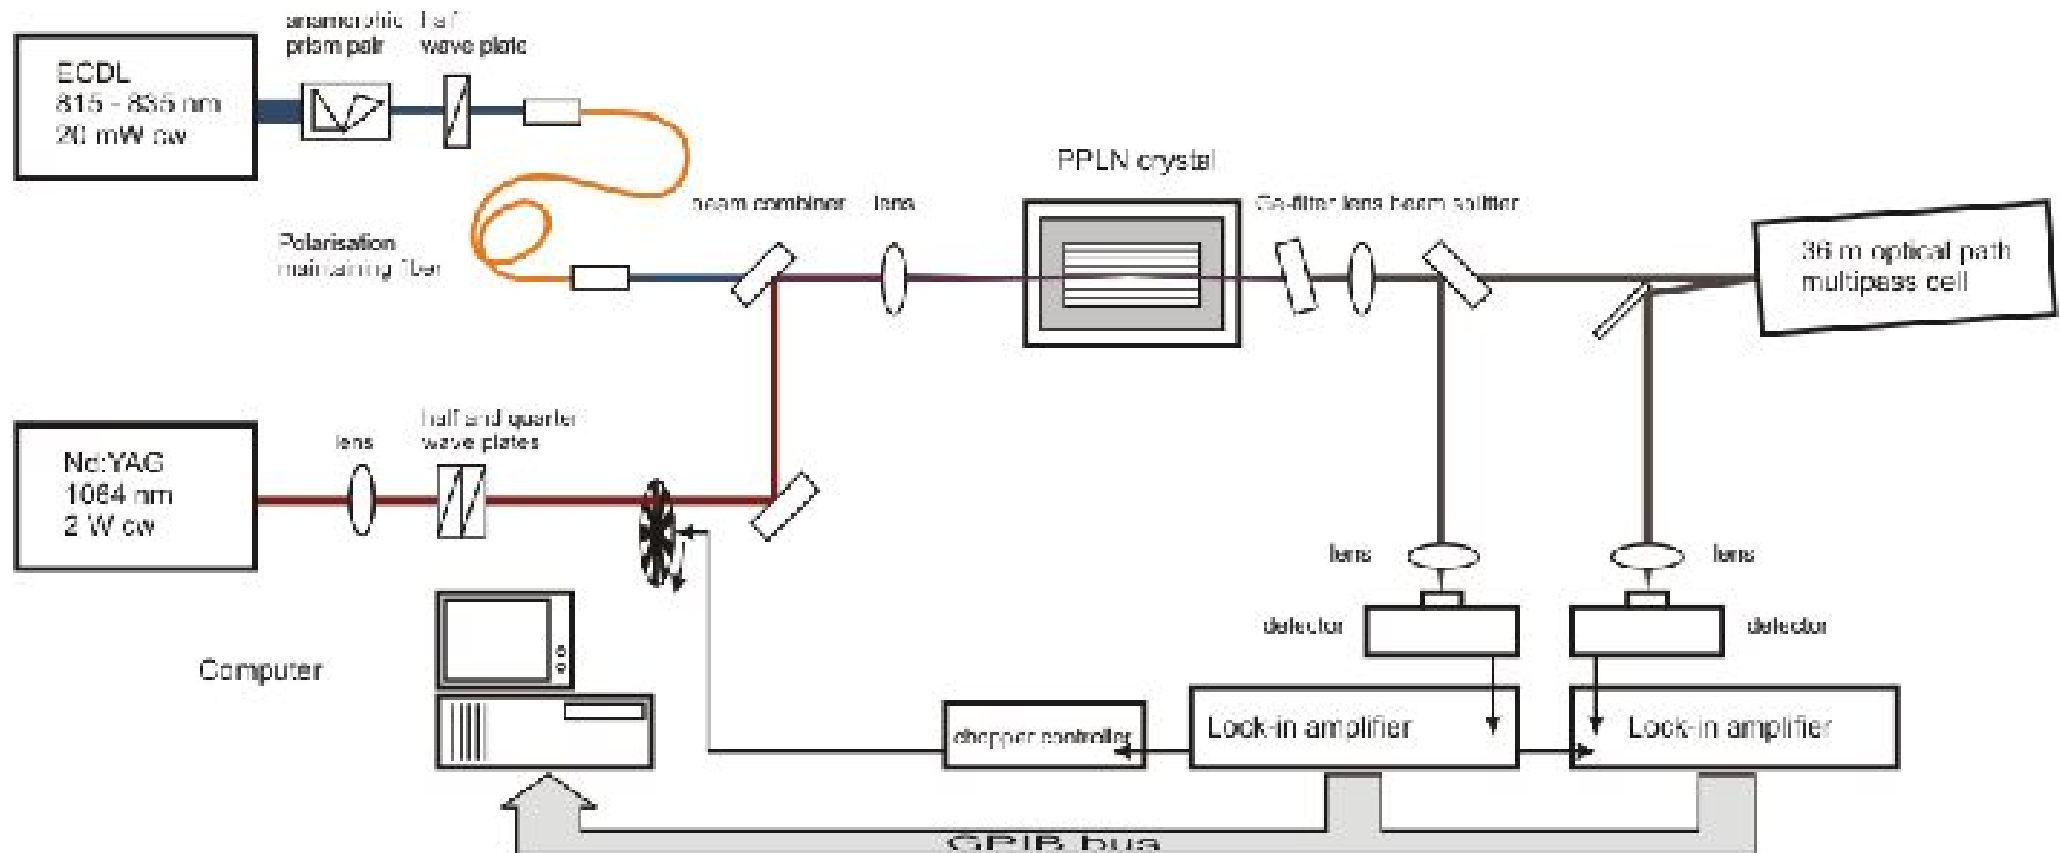 anamorphic
prism pair
half
wave plate
ECDL
815 - 835 nm
20 mW cw
PPLN crystal
beam combiner
lens
Ge-filter lens beam splitter
Polarisation
maintaining fiber
36 m optical path
multipass cell
half and quarter
wave plates
lens
Nd:YAG
1064 nm
2 W cw
lens
lens
detector
detector
Computer
chopper controller
Lock-in amplifier
Lock-in amplifier
GPIB bus